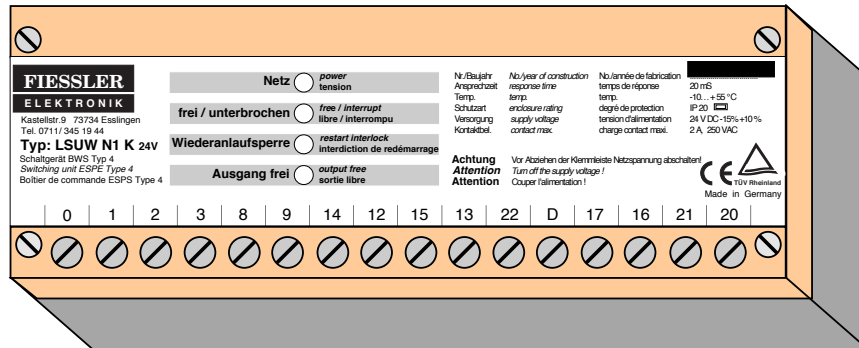 FIESSLER
ELEKTRONIK
Kastellstr.9 73734 Esslingen
Tel. 0711/ 345 19 44
Typ: LSUW N1 K 24V
Schaltgerät BWS Typ 4
Switching unit ESPE Type 4
Boîtier de commande ESPS Type 4
Netz power
tension
frei / unterbrochen free / interrupt
libre / interrompu
Wiederanlaufsperre restart interlock
interdiction de redémarrage
Ausgang frei output free
sortie libre
Nr./Baujahr No./year of construction No./année de fabrication
Ansprechzeit response time temps de réponse 20 mS
Temp. temp. temp. -10... +55 °C
Schutzart enclosure rating degré de protection IP 20
Versorgung supply voltage tension d'alimentation 24 V DC -15% +10 %
Kontaktbel. contact max. charge contact maxi. 2 A, 250 VAC
Achtung Vor Abziehen der Klemmleiste Netzspannung abschalten!
Attention Turn off the supply voltage !
Attention Couper l'alimentation !
CE TÜV Rheinland
Made in Germany
0 1 2 3 8 9 14 12 15 13 22 D 17 16 21 20